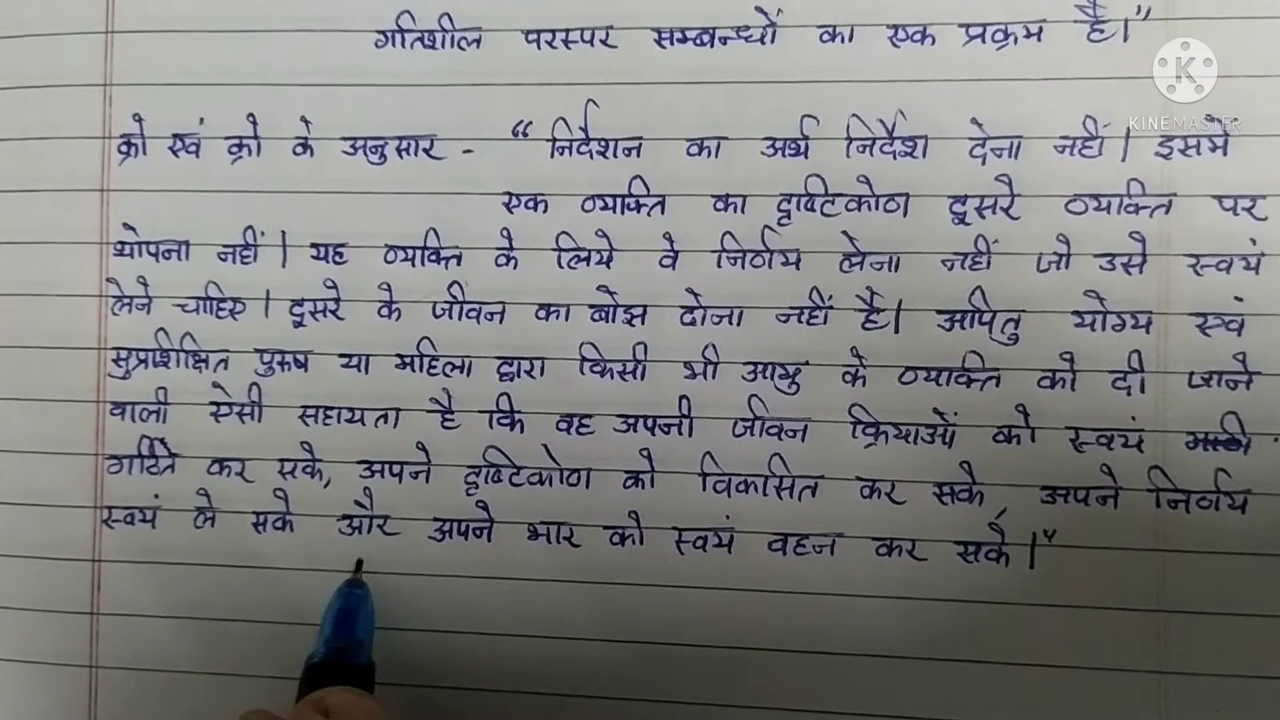 गतिशील परस्पर सम्बन्धों का एक प्रक्रम है।"
KINEMASTER
क्रो एवं क्रो के अनुसार - "निर्देशन का अर्थ निर्देश देना नहीं। इसमें
एक व्यक्ति का दृष्टिकोण दूसरे व्यक्ति पर
थोपना नहीं। यह व्यक्ति के लिये वे निर्णय लेना नहीं जो उसे स्वयं
लेने चाहिए। दूसरे के जीवन का बोझ ढोना नहीं है। अपितु योग्य एवं
सुप्रशिक्षित पुरुष या महिला द्वारा किसी भी आयु के व्यक्ति को दी जाने
वाली ऐसी सहायता है कि वह अपनी जीवन क्रियाओं को स्वयं
गठित कर सके, अपने दृष्टिकोण को विकसित कर सके, अपने निर्णय
स्वयं ले सके और अपने भार को स्वयं वहन कर सके।"